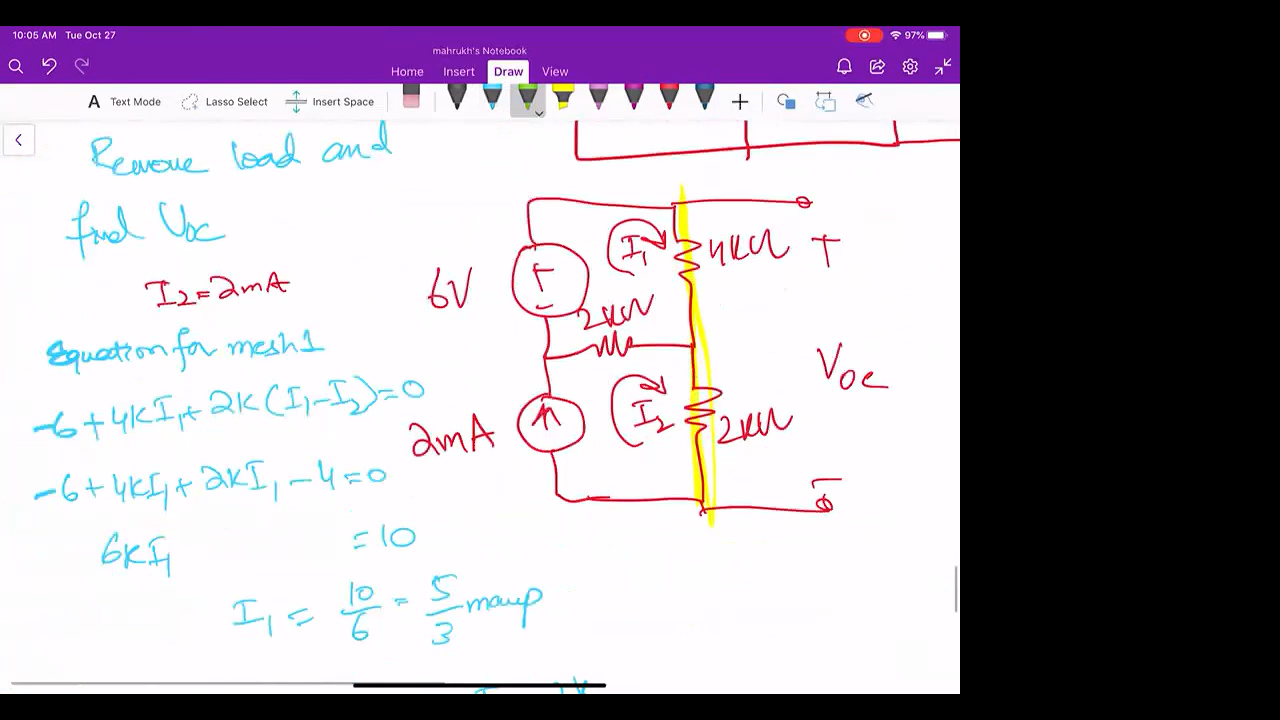 10:05 AM Tue Oct 27
97%
mahrukh's Notebook
Home Insert Draw View
A Text Mode Lasso Select Insert Space
Remove load and
find Voc
I2=2mA
Equation for mesh1
-6+4kI1+2k(I1-I2)=0
-6+4kI1+2kI1-4=0
6kI1 =10
I1 = 10/6 = 5/3 mamp
I1
4kΩ
+
6V
+
-
2kΩ
Voc
I2
2mA
2kΩ
-